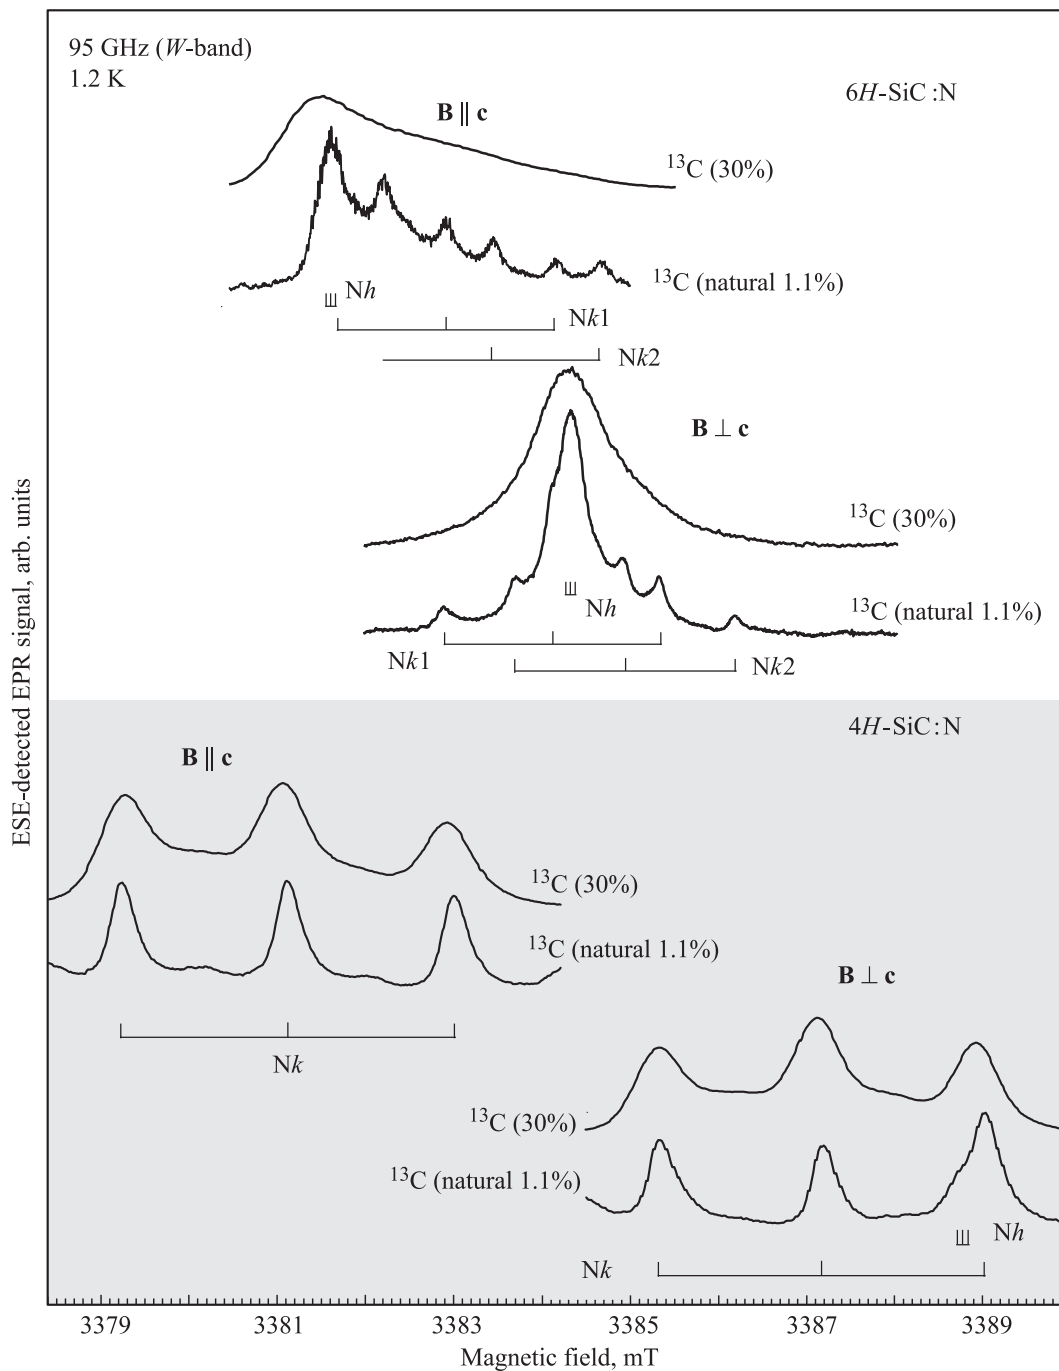 95 GHz (W-band)
1.2 K
6H-SiC:N
B ∥ c
¹³C (30%)
¹³C (natural 1.1%)
Nh
Nk1
Nk2
B ⊥ c
¹³C (30%)
¹³C (natural 1.1%)
Nh
Nk1
Nk2
ESE-detected EPR signal, arb. units
4H-SiC:N
B ∥ c
¹³C (30%)
¹³C (natural 1.1%)
B ⊥ c
Nk
¹³C (30%)
¹³C (natural 1.1%)
Nh
Nk
3379 3381 3383 3385 3387 3389
Magnetic field, mT